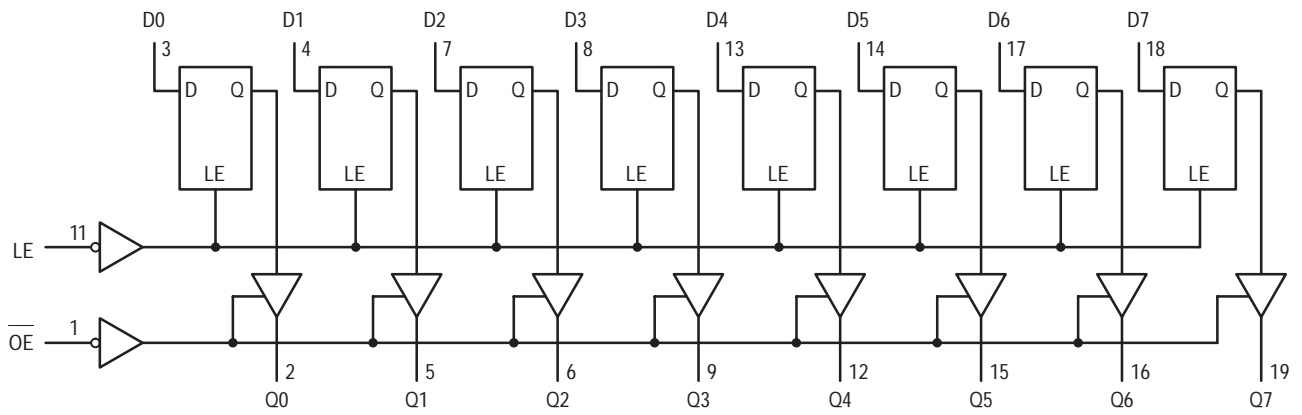 D0 D1 D2 D3 D4 D5 D6 D7
3 4 7 8 13 14 17 18
D Q D Q D Q D Q D Q D Q D Q D Q
LE LE LE LE LE LE LE LE
LE 11
O̅E̅ 1
2 5 6 9 12 15 16 19
Q0 Q1 Q2 Q3 Q4 Q5 Q6 Q7